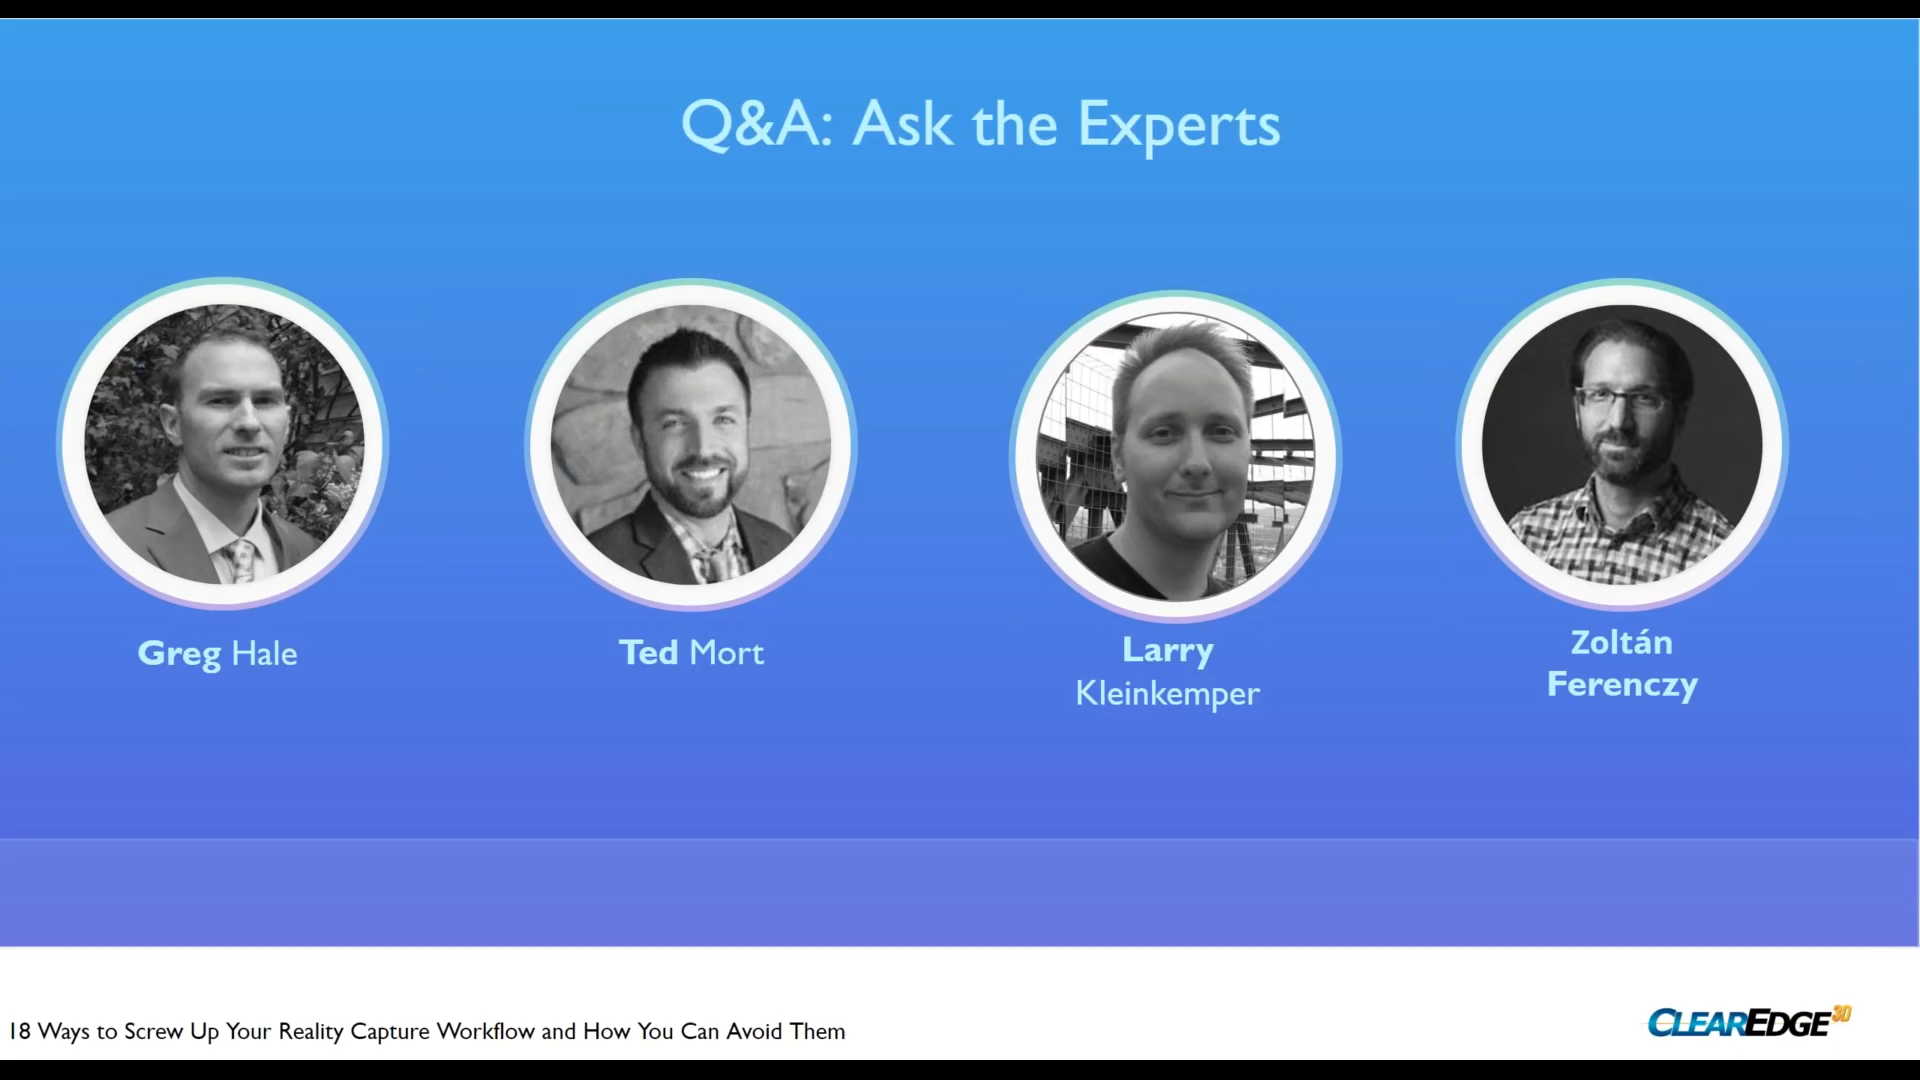 Q&A: Ask the Experts
Greg Hale
Ted Mort
Larry
Kleinkemper
Zoltán
Ferenczy
18 Ways to Screw Up Your Reality Capture Workflow and How You Can Avoid Them
CLEAREDGE3D